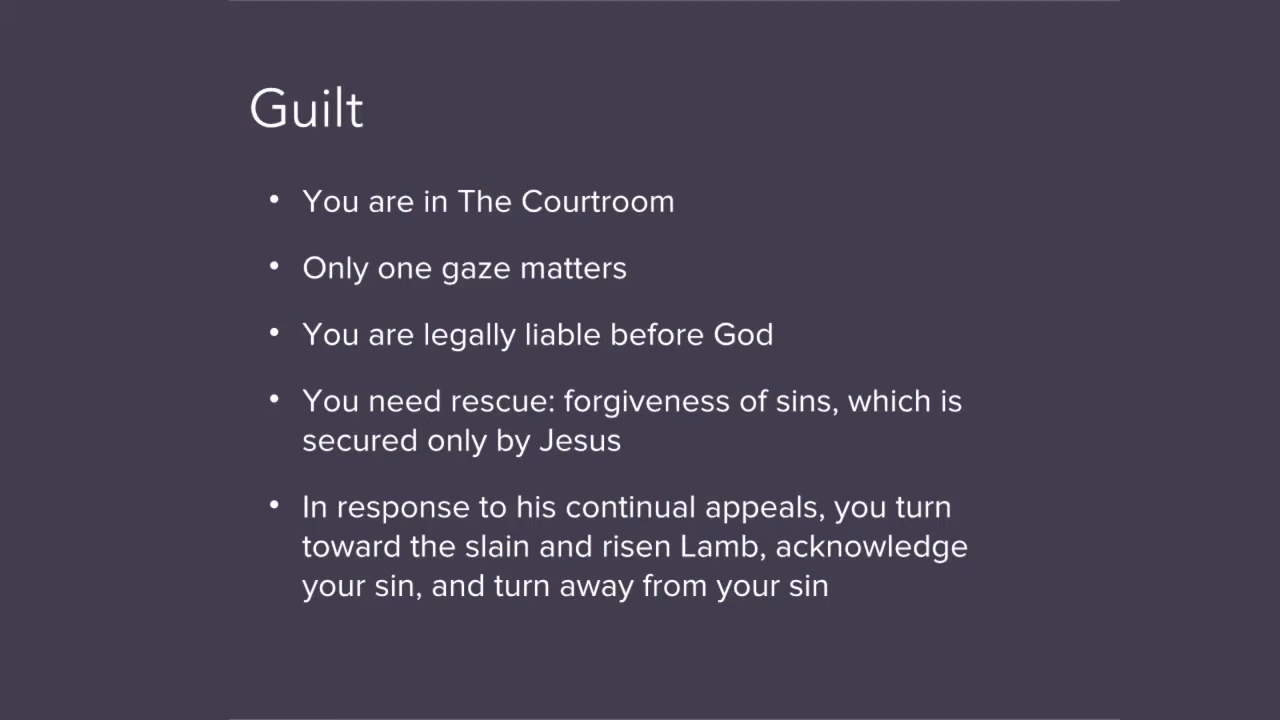 Guilt
• You are in The Courtroom
• Only one gaze matters
• You are legally liable before God
• You need rescue: forgiveness of sins, which is
secured only by Jesus
• In response to his continual appeals, you turn
toward the slain and risen Lamb, acknowledge
your sin, and turn away from your sin